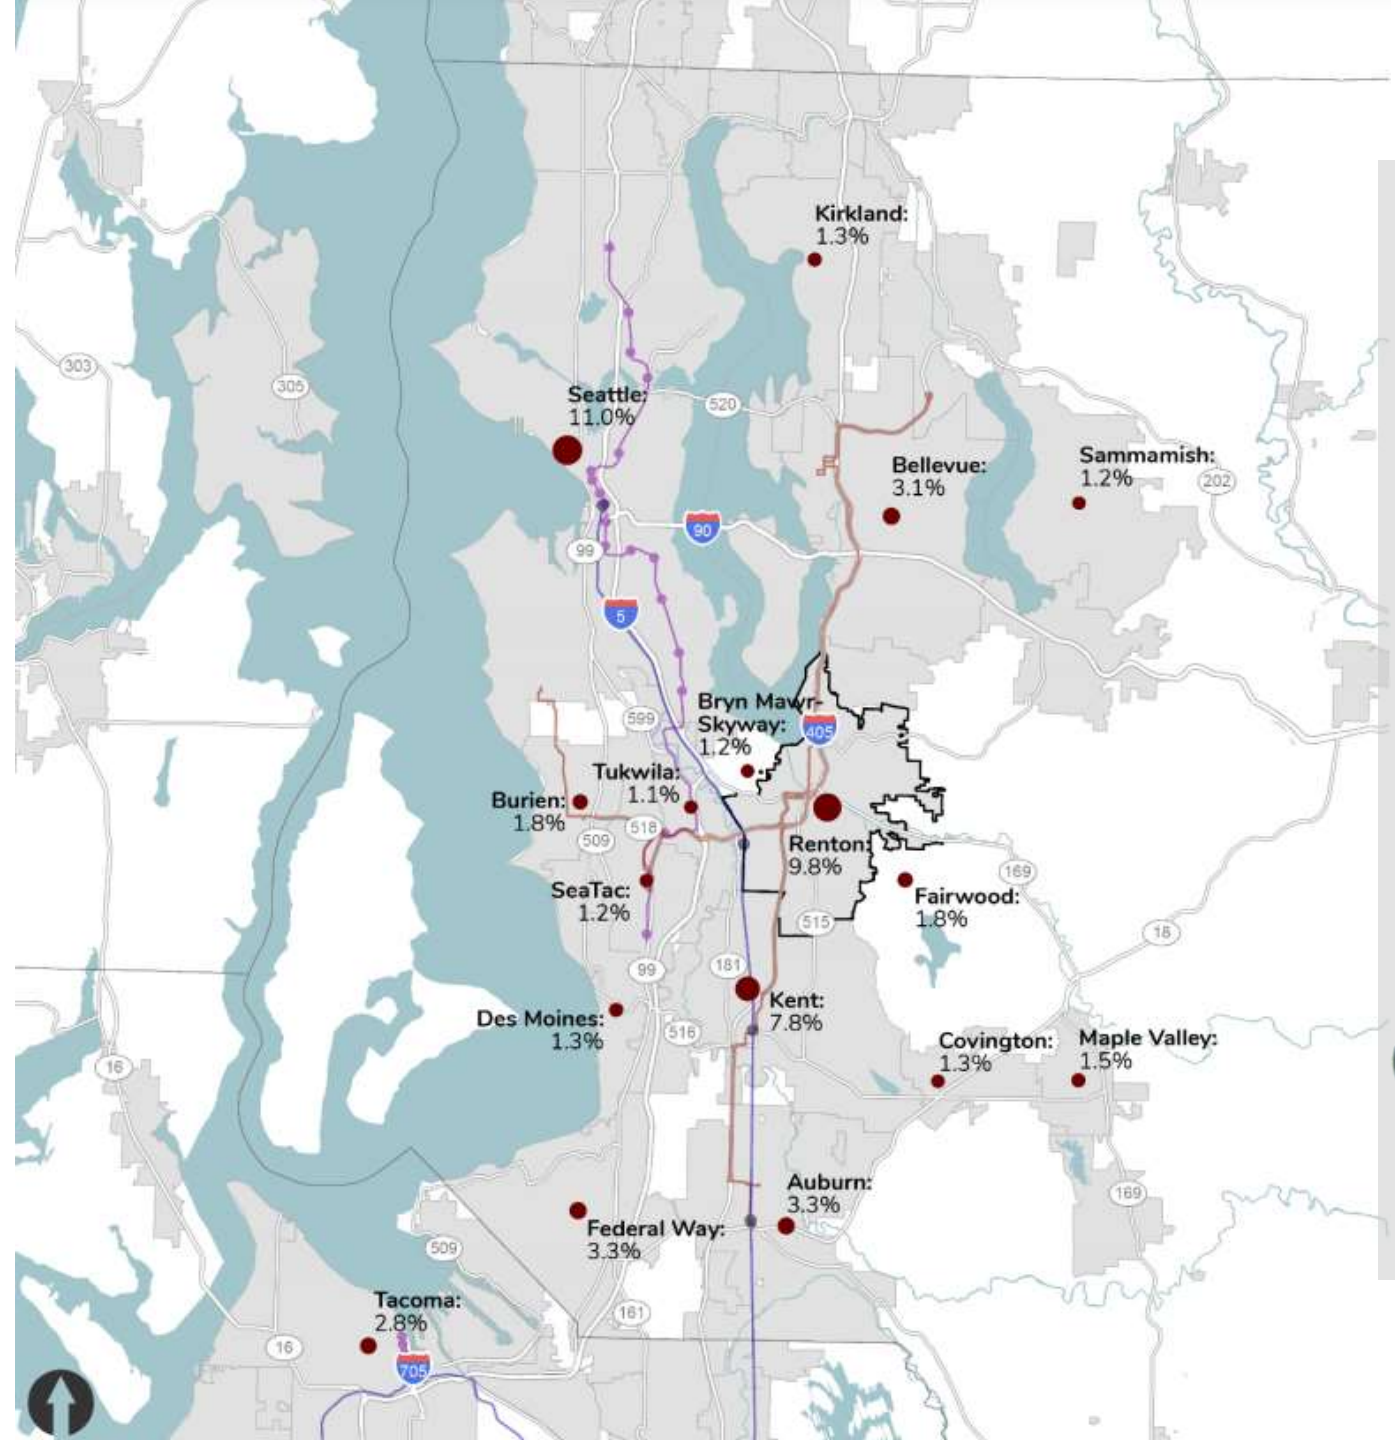 Kirkland:
1.3%
303
305
Seattle:
11.0%
520
Bellevue:
3.1%
Sammamish:
1.2%
202
90
99
5
Bryn Mawr-
Skyway:
1.2%
599
405
Tukwila:
1.1%
Burien:
1.8%
518
509
Renton:
9.8%
169
SeaTac:
1.2%
Fairwood:
1.8%
515
18
99
181
Kent:
7.8%
Des Moines:
1.3%
516
Covington:
1.3%
Maple Valley:
1.5%
16
Auburn:
3.3%
169
Federal Way:
3.3%
509
Tacoma:
2.8%
161
16
705